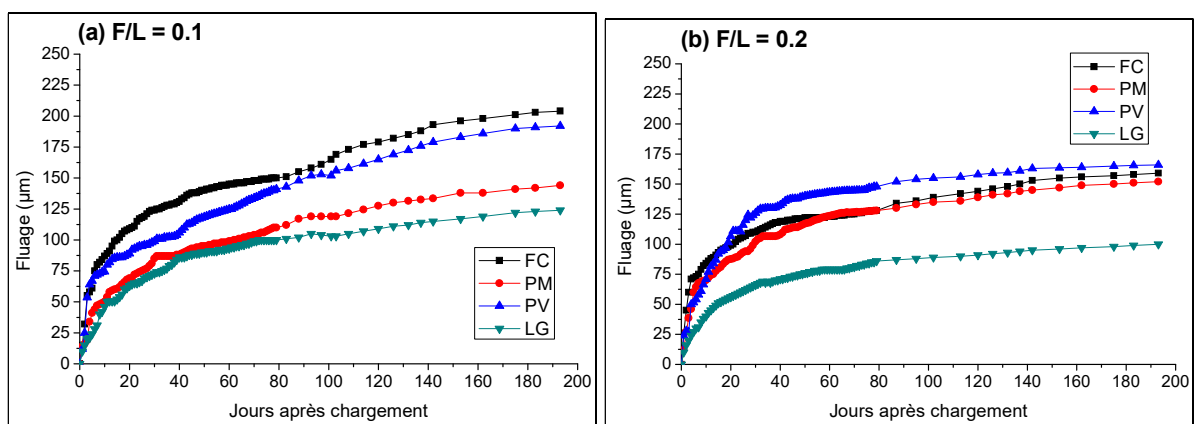 (a) F/L = 0.1
250
225
200
175
150
125
100
75
50
25
0
Fluage (µm)
0 20 40 60 80 100 120 140 160 180 200
Jours après chargement
FC
PM
PV
LG
(b) F/L = 0.2
250
225
200
175
150
125
100
75
50
25
0
Fluage (µm)
0 20 40 60 80 100 120 140 160 180 200
Jours après chargement
FC
PM
PV
LG